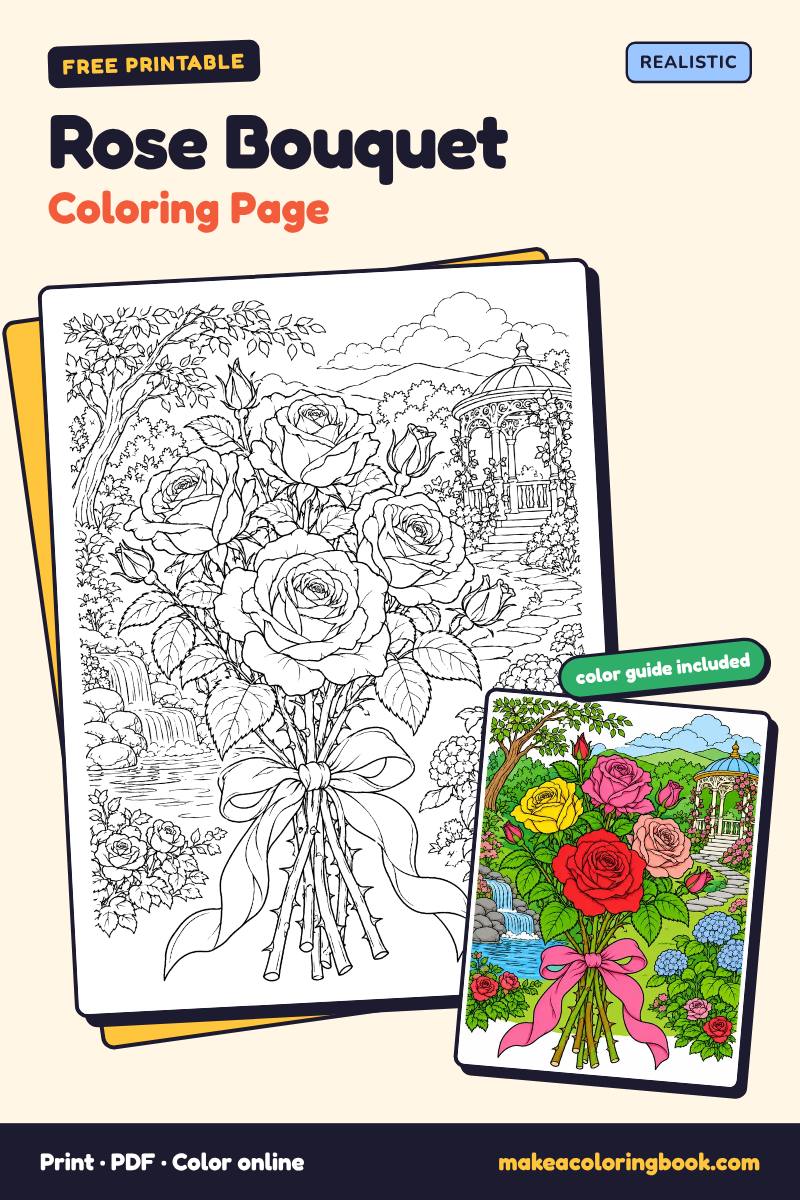 FREE PRINTABLE
REALISTIC
Rose Bouquet
Coloring Page
color guide included
Print · PDF · Color online
makeacoloringbook.com